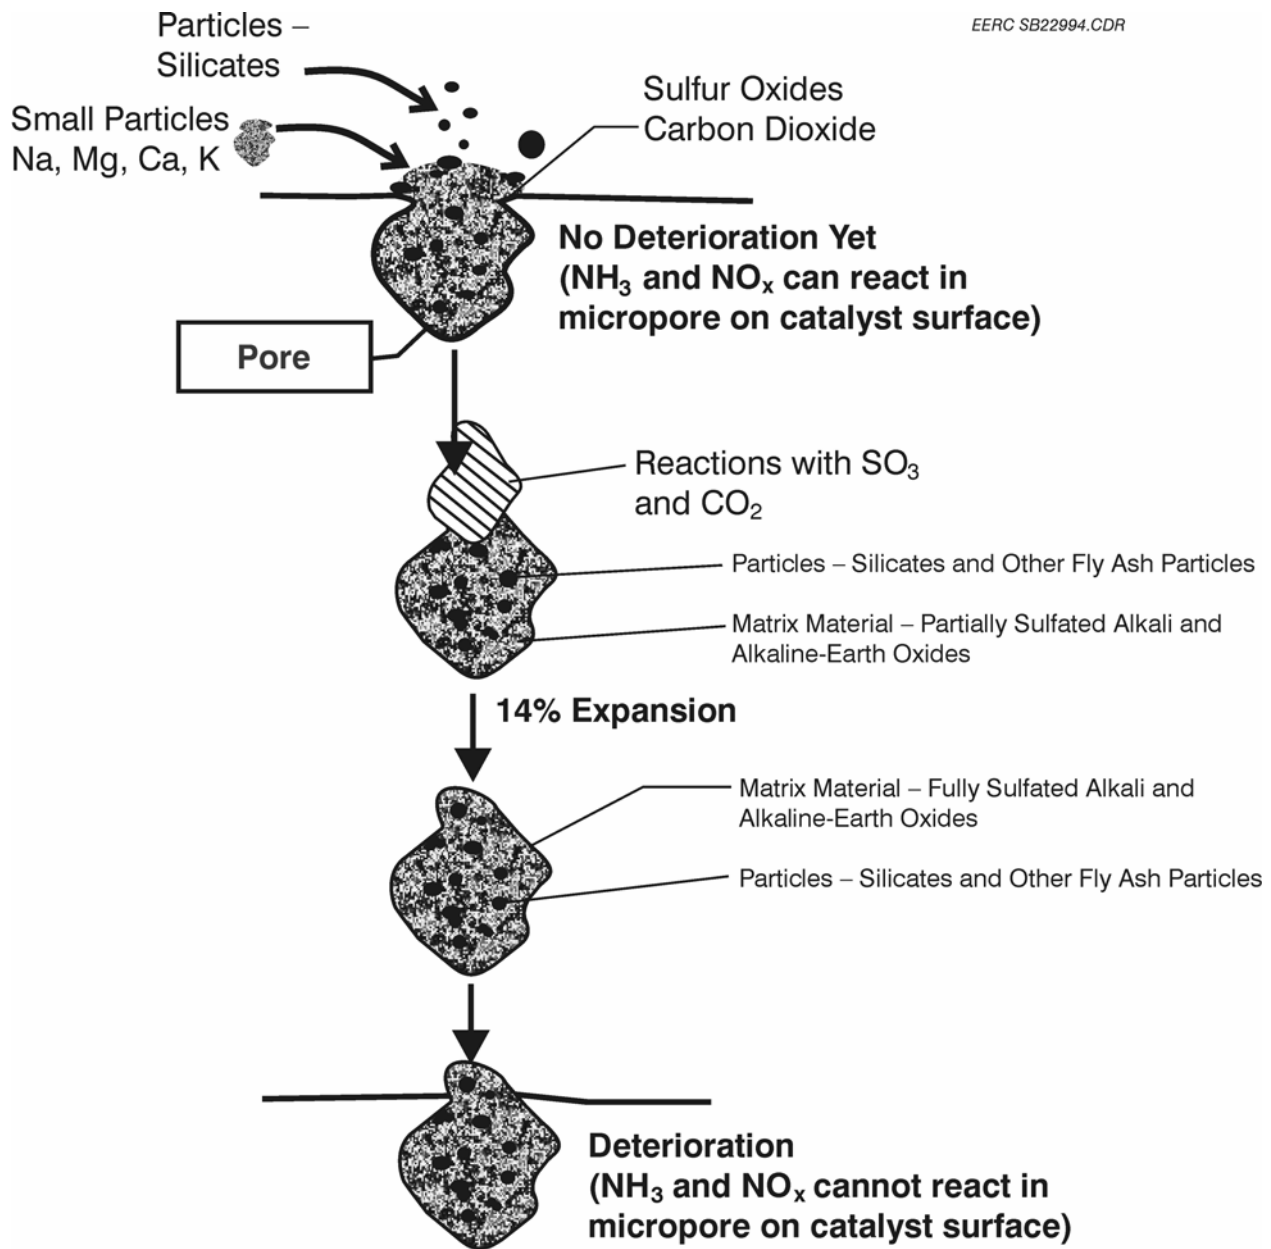 EERC SB22994.CDR
Particles –
Silicates
Small Particles
Na, Mg, Ca, K
Sulfur Oxides
Carbon Dioxide
No Deterioration Yet
(NH₃ and NOₓ can react in
micropore on catalyst surface)
Pore
Reactions with SO₃
and CO₂
Particles – Silicates and Other Fly Ash Particles
Matrix Material – Partially Sulfated Alkali and
Alkaline-Earth Oxides
14% Expansion
Matrix Material – Fully Sulfated Alkali and
Alkaline-Earth Oxides
Particles – Silicates and Other Fly Ash Particles
Deterioration
(NH₃ and NOₓ cannot react in
micropore on catalyst surface)